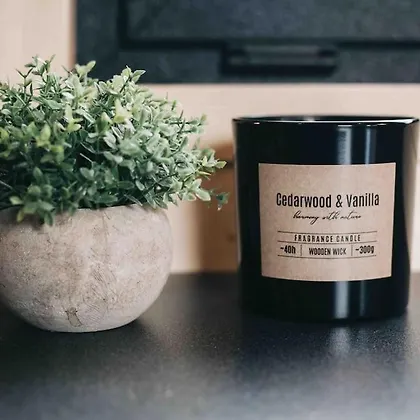 Cedarwood & Vanilla
harmony with nature
FRAGRANCE CANDLE
~40h WOODEN WICK ~300g